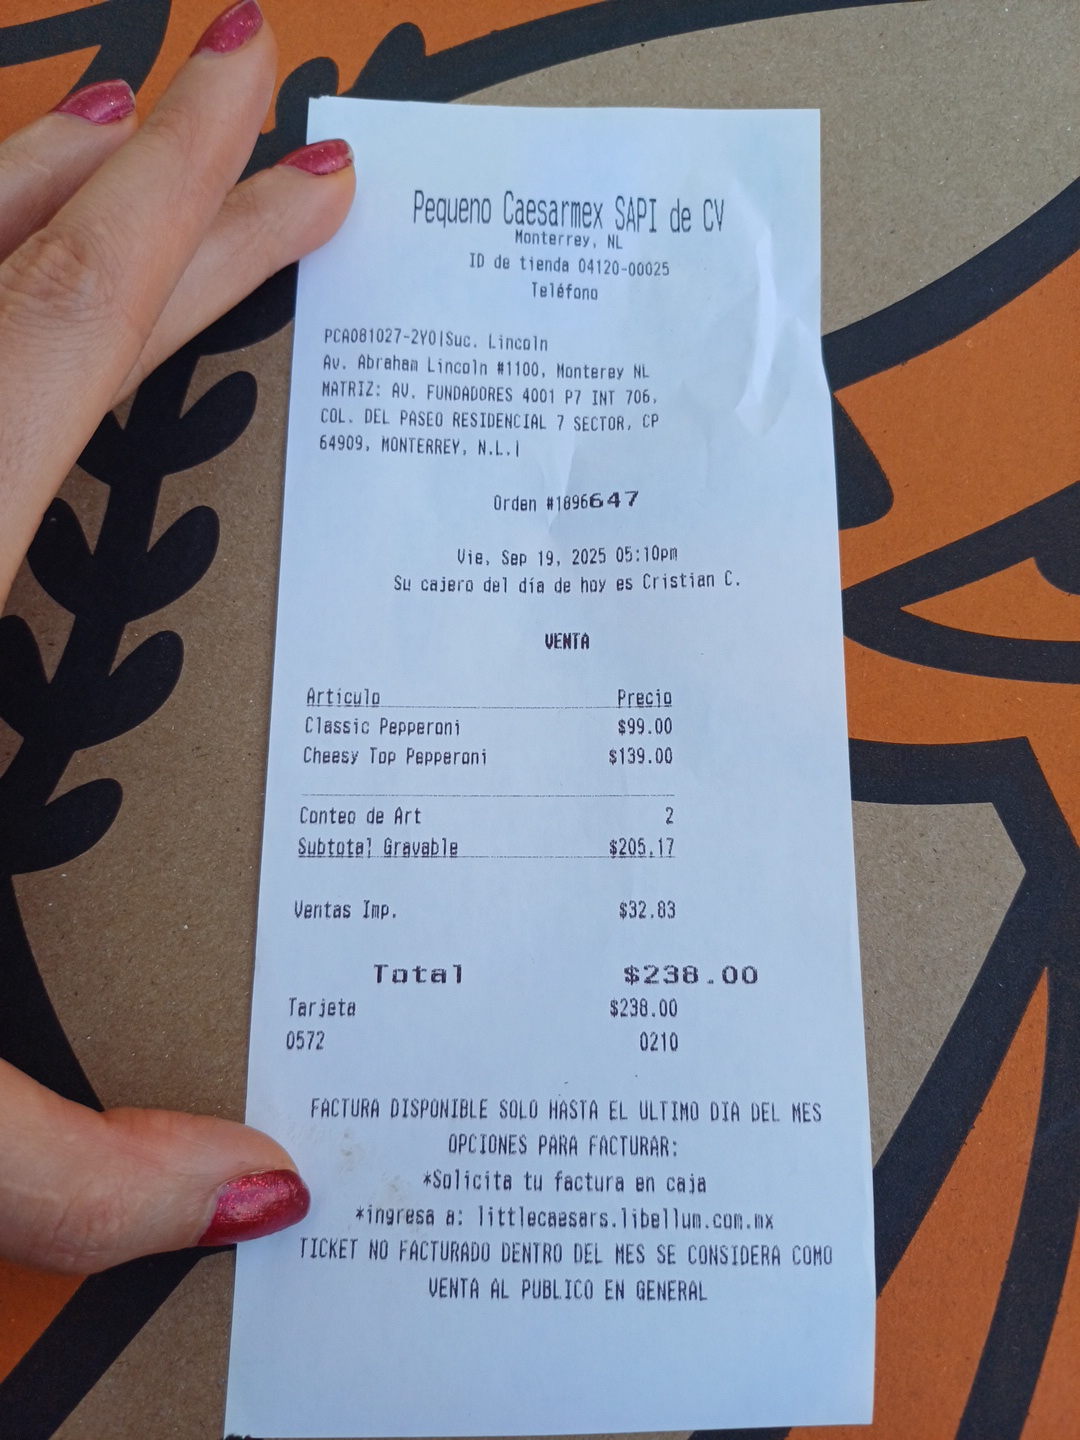 Pequeno Caesarmex SAPI de CV
Monterrey, NL
ID de tienda 04120-00025
Teléfono
PCA081027-2Y0|Suc. Lincoln
Av. Abraham Lincoln #1100, Monterey NL
MATRIZ: AV. FUNDADORES 4001 P7 INT 706,
COL. DEL PASEO RESIDENCIAL 7 SECTOR, CP
64909, MONTERREY, N.L.|
Orden #1896647
Vie, Sep 19, 2025 05:10pm
Su cajero del día de hoy es Cristian C.
VENTA
Articulo Precio
Classic Pepperoni $99.00
Cheesy Top Pepperoni $139.00
Conteo de Art 2
Subtotal Gravable $205.17
Ventas Imp. $32.83
Total $238.00
Tarjeta $238.00
0572 0210
FACTURA DISPONIBLE SOLO HASTA EL ULTIMO DIA DEL MES
OPCIONES PARA FACTURAR:
*Solicita tu factura en caja
*ingresa a: littlecaesars.libellum.com.mx
TICKET NO FACTURADO DENTRO DEL MES SE CONSIDERA COMO
VENTA AL PUBLICO EN GENERAL